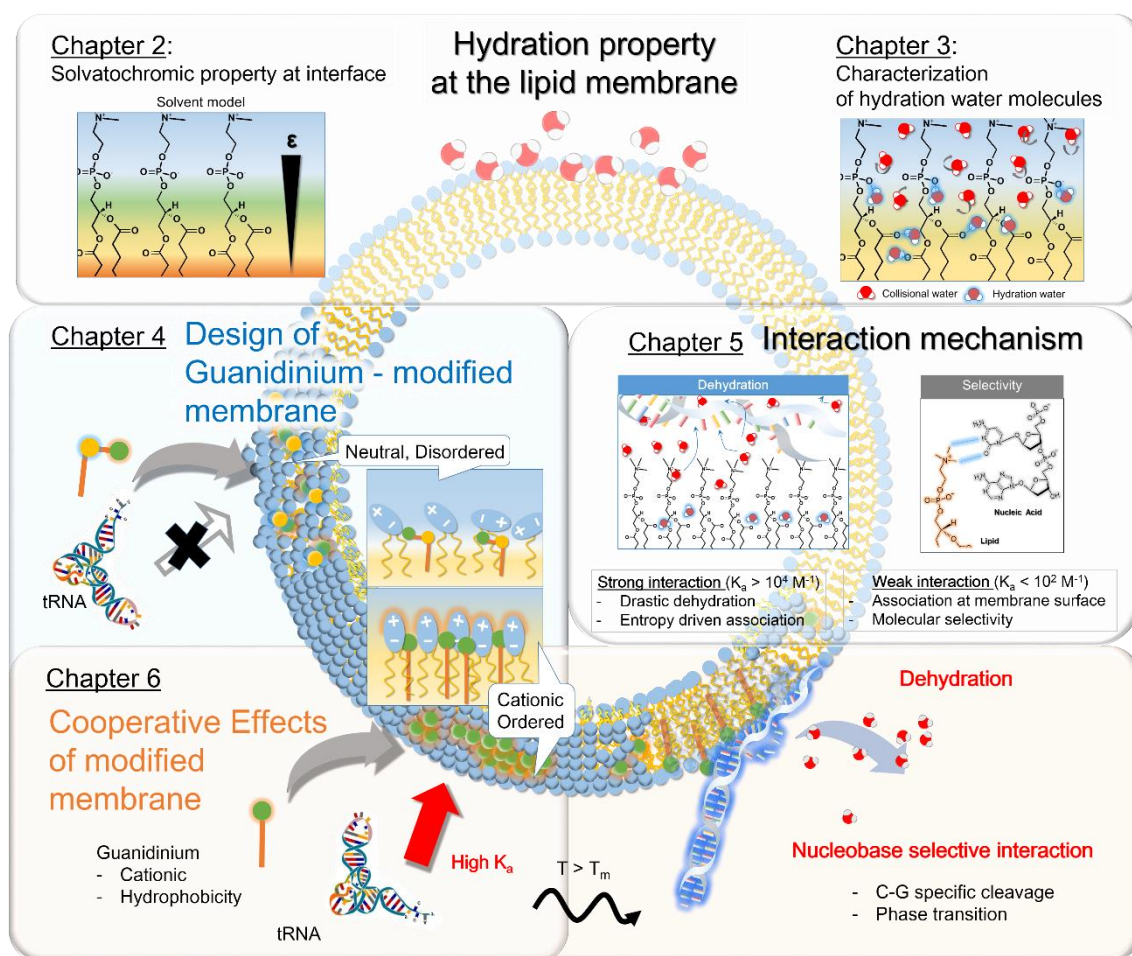 Hydration property
at the lipid membrane
Chapter 2:
Solvatochromic property at interface
Solvent model
ε
Chapter 3:
Characterization
of hydration water molecules
Collisional water
Hydration water
Chapter 4
Design of
Guanidinium - modified
membrane
Neutral, Disordered
tRNA
Cationic
Ordered
Chapter 5
Interaction mechanism
Dehydration
Selectivity
Nucleic Acid
Lipid
Strong interaction (Kₐ > 10⁴ M⁻¹)
- Drastic dehydration
- Entropy driven association
Weak interaction (Kₐ < 10² M⁻¹)
- Association at membrane surface
- Molecular selectivity
Chapter 6
Cooperative Effects
of modified
membrane
Guanidinium
- Cationic
- Hydrophobicity
tRNA
High Kₐ
T > Tₘ
Dehydration
Nucleobase selective interaction
- C-G specific cleavage
- Phase transition